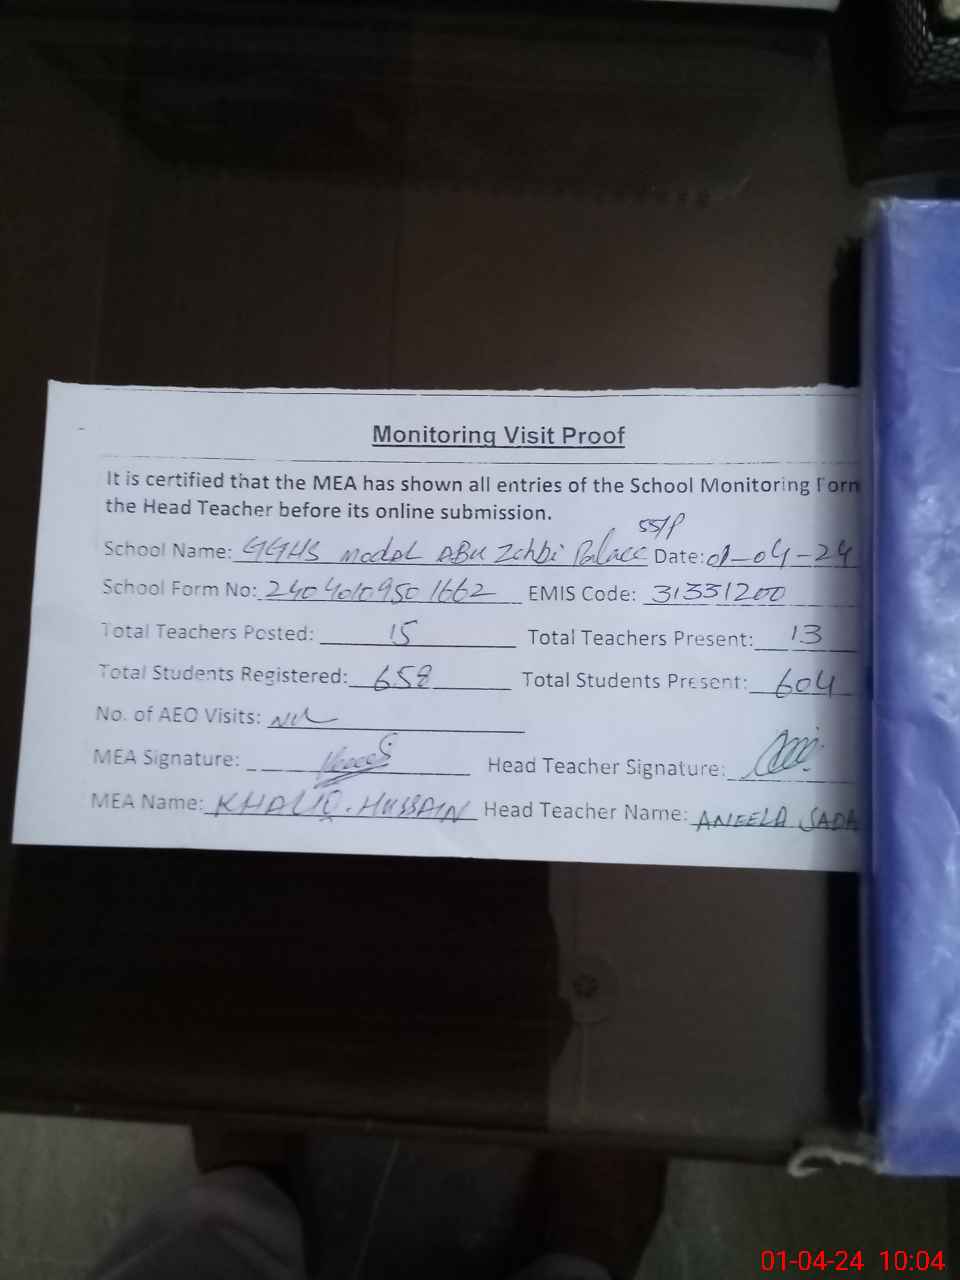 Monitoring Visit Proof
It is certified that the MEA has shown all entries of the School Monitoring Form
the Head Teacher before its online submission.
SS/P
School Name: GGHS model ABu Zehbi Palace Date: 01-04-24
School Form No: 24040109501662 EMIS Code: 31331200
Total Teachers Posted: 15 Total Teachers Present: 13
Total Students Registered: 658 Total Students Present: 604
No. of AEO Visits: Nil
MEA Signature: Head Teacher Signature:
MEA Name: KHALIQ. HUSSAIN Head Teacher Name: ANEELA SADA
01-04-24 10:04